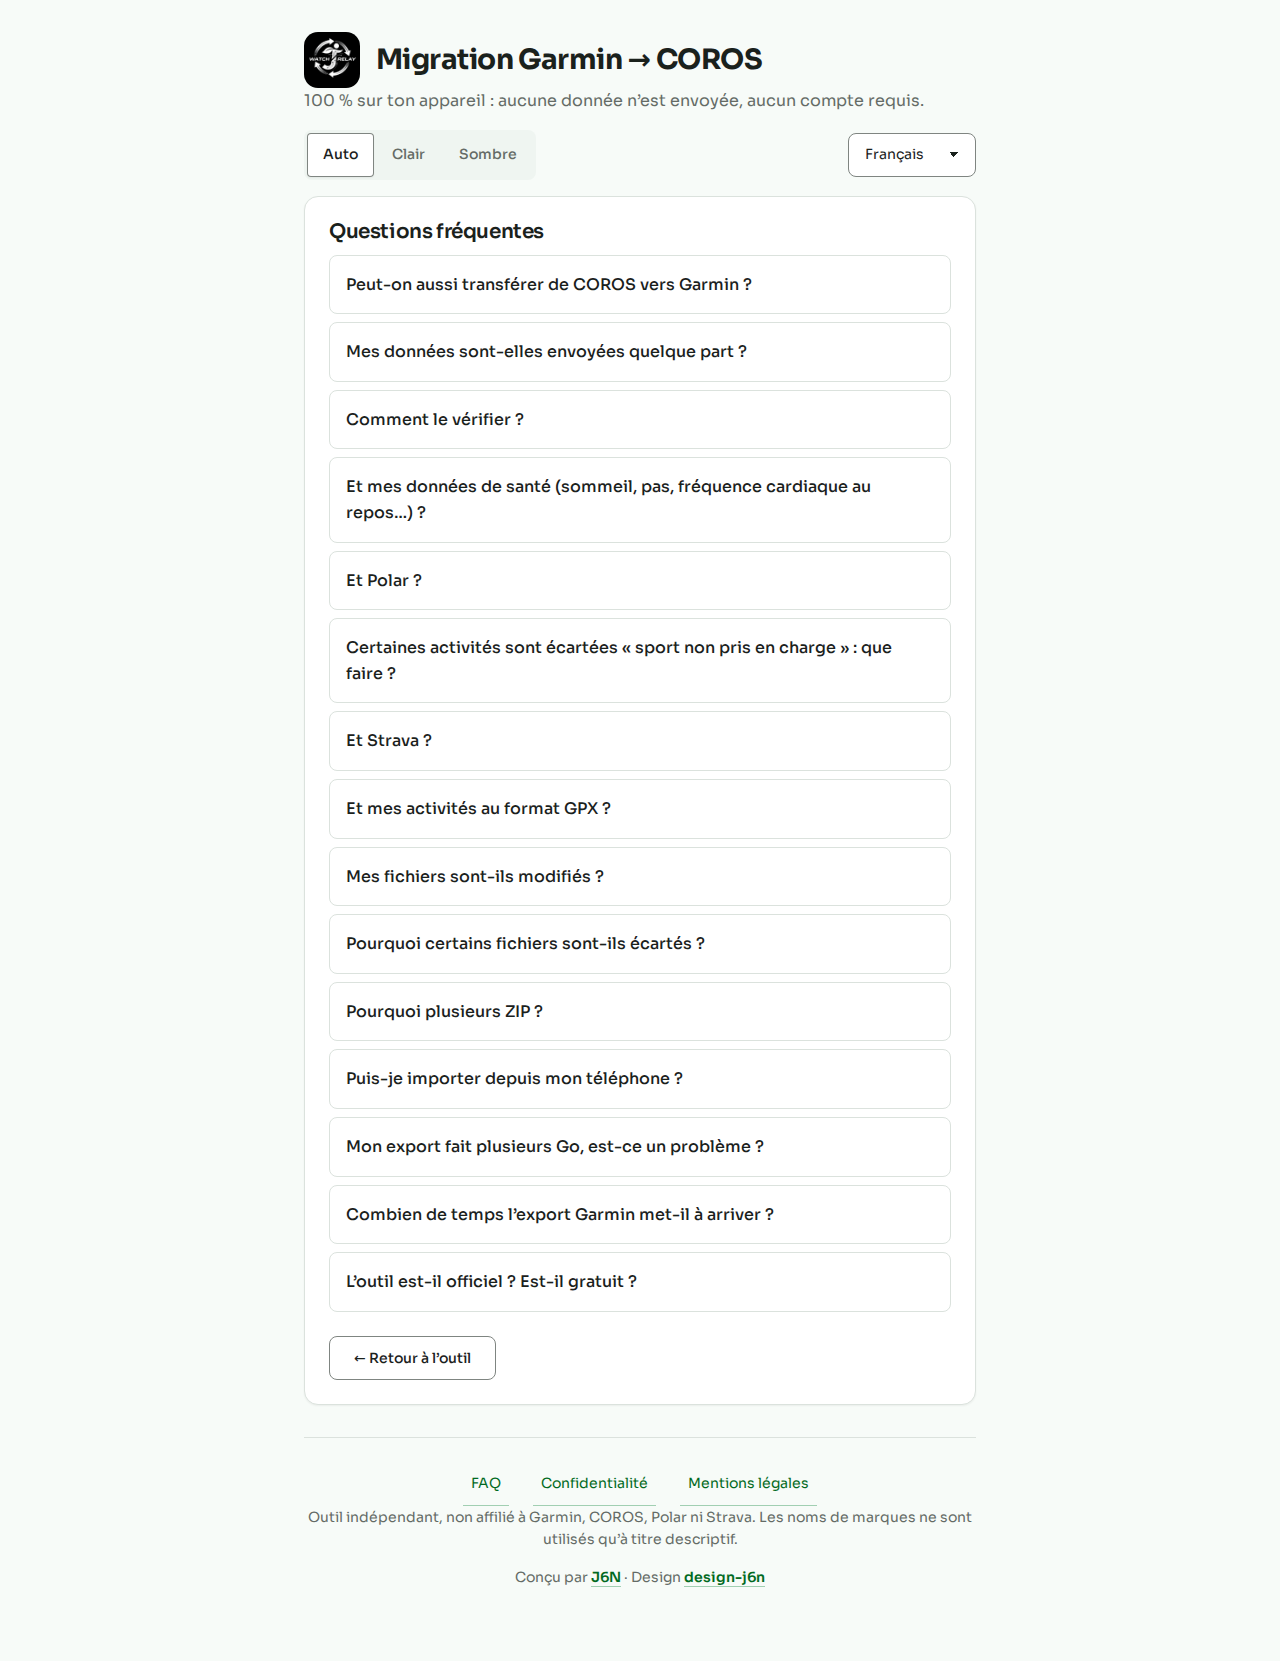 WATCH RELAY
Migration Garmin → COROS
100 % sur ton appareil : aucune donnée n’est envoyée, aucun compte requis.
Auto
Clair
Sombre
Français
Questions fréquentes
Peut-on aussi transférer de COROS vers Garmin ?
Mes données sont-elles envoyées quelque part ?
Comment le vérifier ?
Et mes données de santé (sommeil, pas, fréquence cardiaque au
repos…) ?
Et Polar ?
Certaines activités sont écartées « sport non pris en charge » : que
faire ?
Et Strava ?
Et mes activités au format GPX ?
Mes fichiers sont-ils modifiés ?
Pourquoi certains fichiers sont-ils écartés ?
Pourquoi plusieurs ZIP ?
Puis-je importer depuis mon téléphone ?
Mon export fait plusieurs Go, est-ce un problème ?
Combien de temps l’export Garmin met-il à arriver ?
L’outil est-il officiel ? Est-il gratuit ?
← Retour à l’outil
FAQ
Confidentialité
Mentions légales
Outil indépendant, non affilié à Garmin, COROS, Polar ni Strava. Les noms de marques ne sont
utilisés qu’à titre descriptif.
Conçu par J6N · Design design-j6n